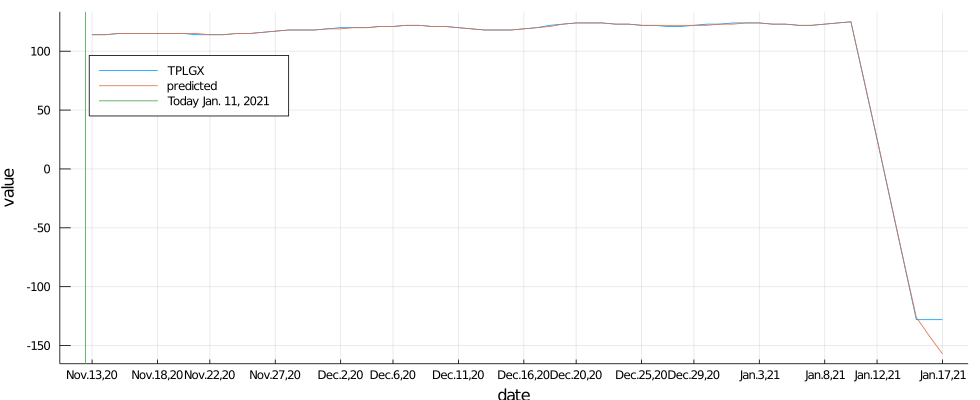 value
100
50
0
-50
-100
-150
TPLGX
predicted
Today Jan. 11, 2021
Nov.13,20 Nov.18,20 Nov.22,20 Nov.27,20 Dec.2,20 Dec.6,20 Dec.11,20 Dec.16,20 Dec.20,20 Dec.25,20 Dec.29,20 Jan.3,21 Jan.8,21 Jan.12,21 Jan.17,21
date